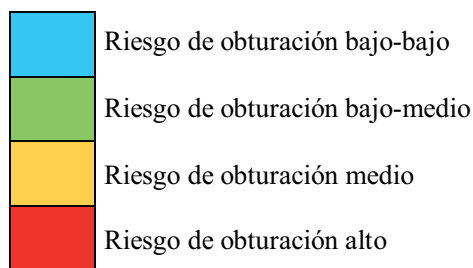 Riesgo de obturación bajo-bajo
Riesgo de obturación bajo-medio
Riesgo de obturación medio
Riesgo de obturación alto